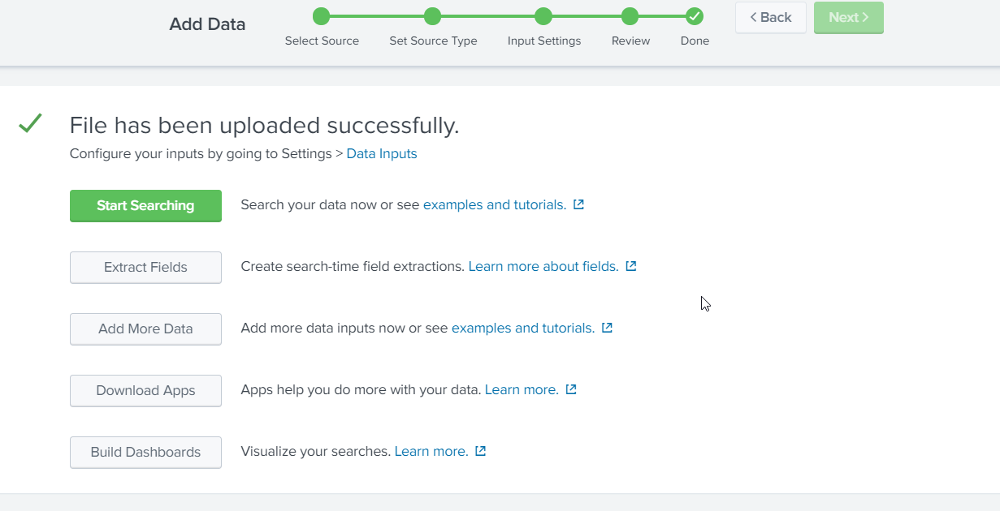 Add Data
Select Source
Set Source Type
Input Settings
Review
Done
< Back
Next >
File has been uploaded successfully.
Configure your inputs by going to Settings > Data Inputs
Start Searching
Search your data now or see examples and tutorials.
Extract Fields
Create search-time field extractions. Learn more about fields.
Add More Data
Add more data inputs now or see examples and tutorials.
Download Apps
Apps help you do more with your data. Learn more.
Build Dashboards
Visualize your searches. Learn more.